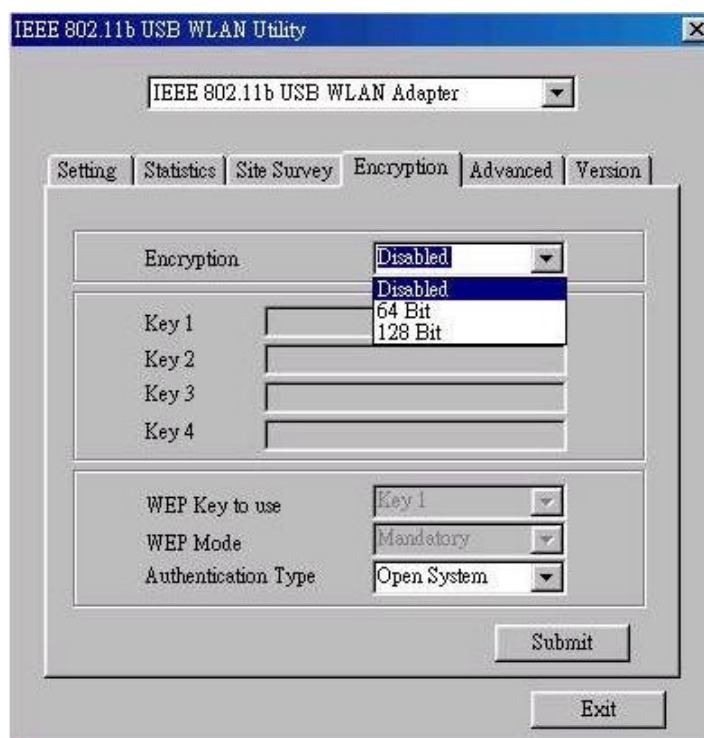 IEEE 802.11b USB WLAN Utility
IEEE 802.11b USB WLAN Adapter
Setting Statistics Site Survey Encryption Advanced Version
Encryption Disabled
Disabled
64 Bit
128 Bit
Key 1
Key 2
Key 3
Key 4
WEP Key to use Key 1
WEP Mode Mandatory
Authentication Type Open System
Submit
Exit